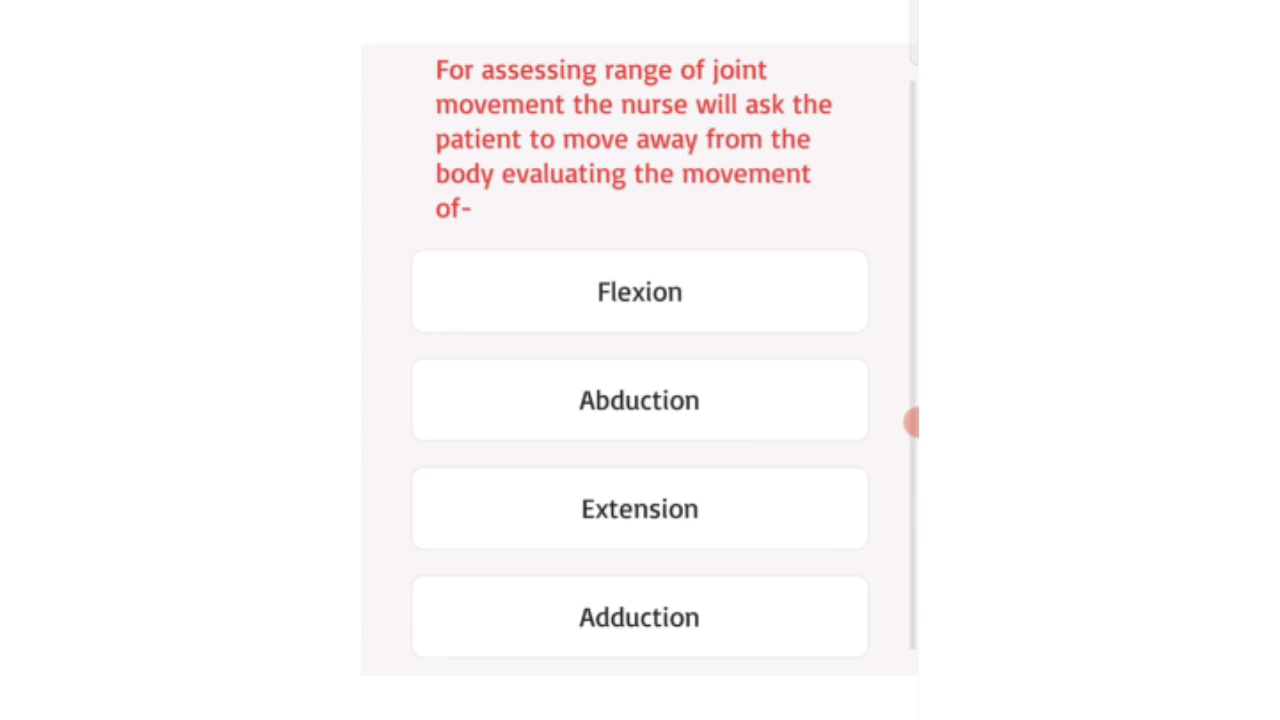 For assessing range of joint
movement the nurse will ask the
patient to move away from the
body evaluating the movement
of-
Flexion
Abduction
Extension
Adduction